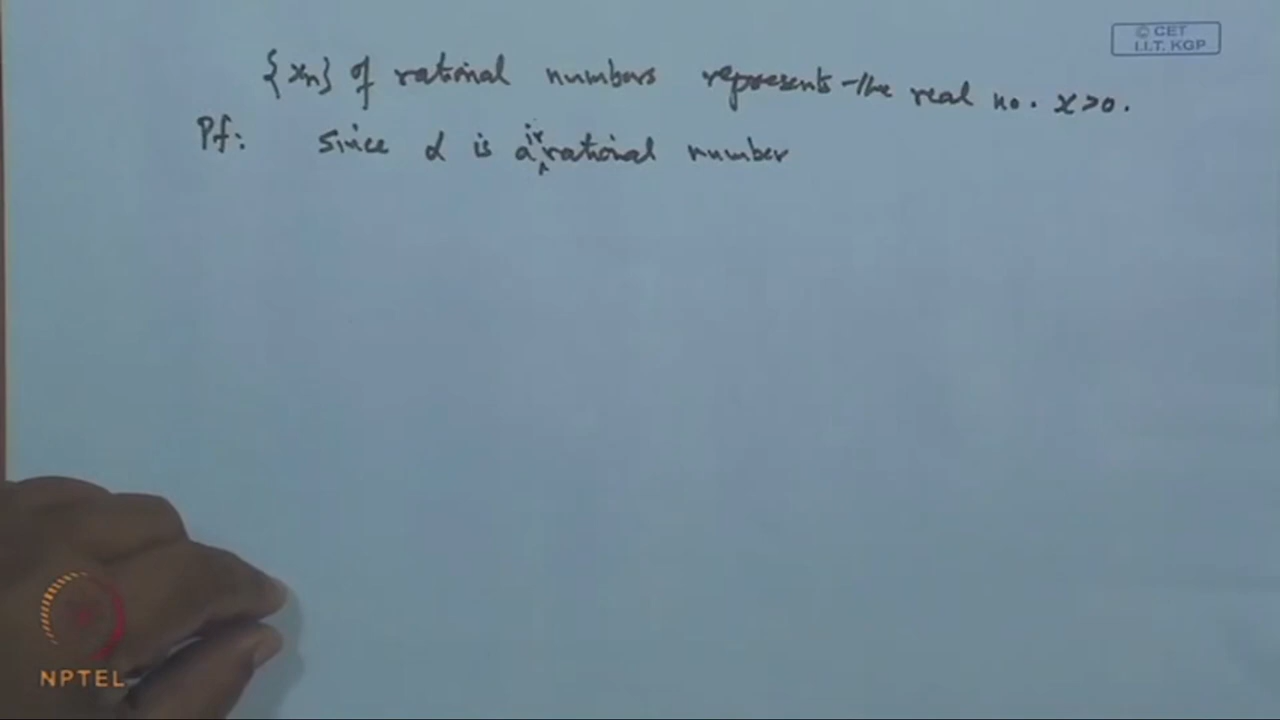 © CET
I.I.T. KGP
{xn} of rational numbers represents the real no. x>0.
Pf: Since α is a irrational number
NPTEL